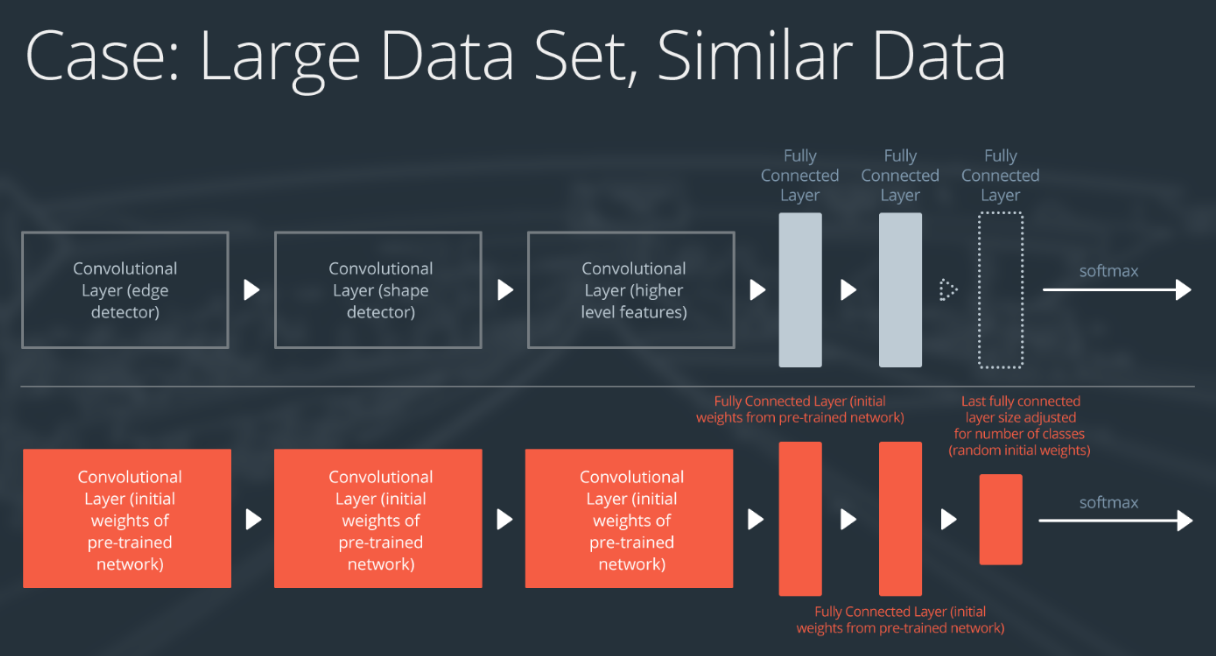 Case: Large Data Set, Similar Data
Fully
Connected
Layer
Fully
Connected
Layer
Fully
Connected
Layer
Convolutional
Layer (edge
detector)
Convolutional
Layer (shape
detector)
Convolutional
Layer (higher
level features)
softmax
Fully Connected Layer (initial
weights from pre-trained network)
Last fully connected
layer size adjusted
for number of classes
(random initial weights)
Convolutional
Layer (initial
weights of
pre-trained
network)
Convolutional
Layer (initial
weights of
pre-trained
network)
Convolutional
Layer (initial
weights of
pre-trained
network)
softmax
Fully Connected Layer (initial
weights from pre-trained network)